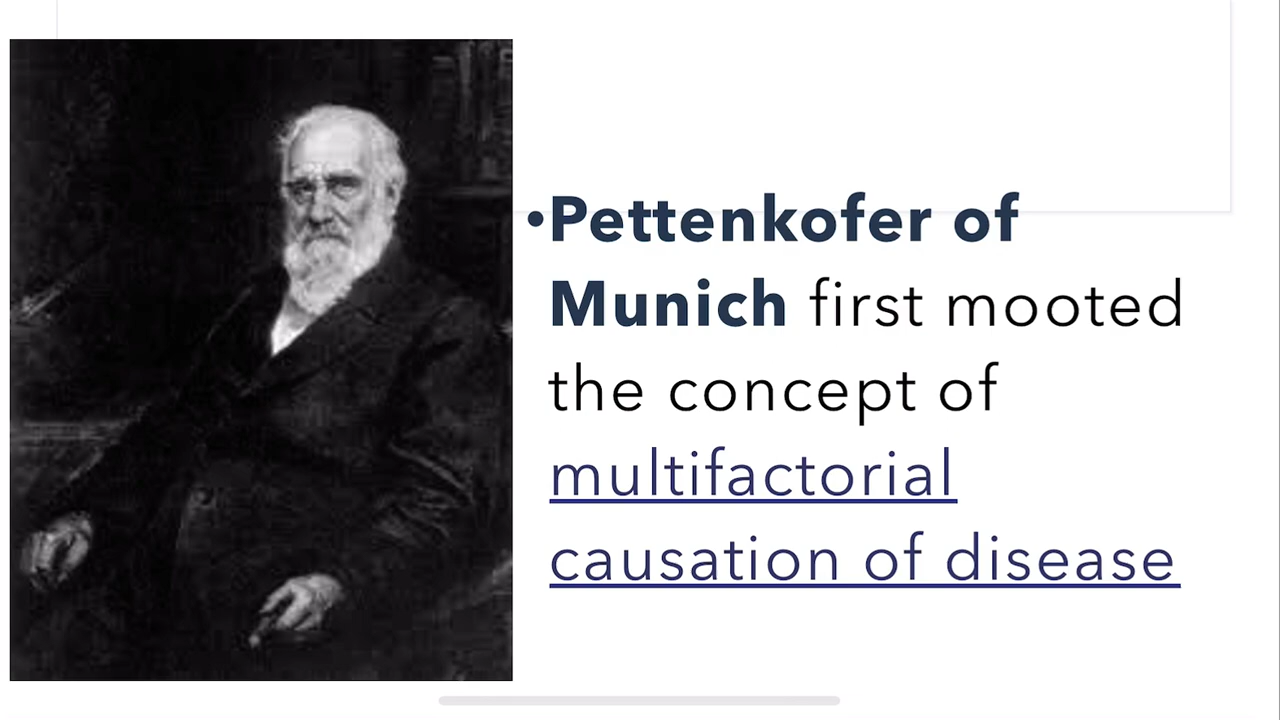 •Pettenkofer of
Munich first mooted
the concept of
multifactorial
causation of disease